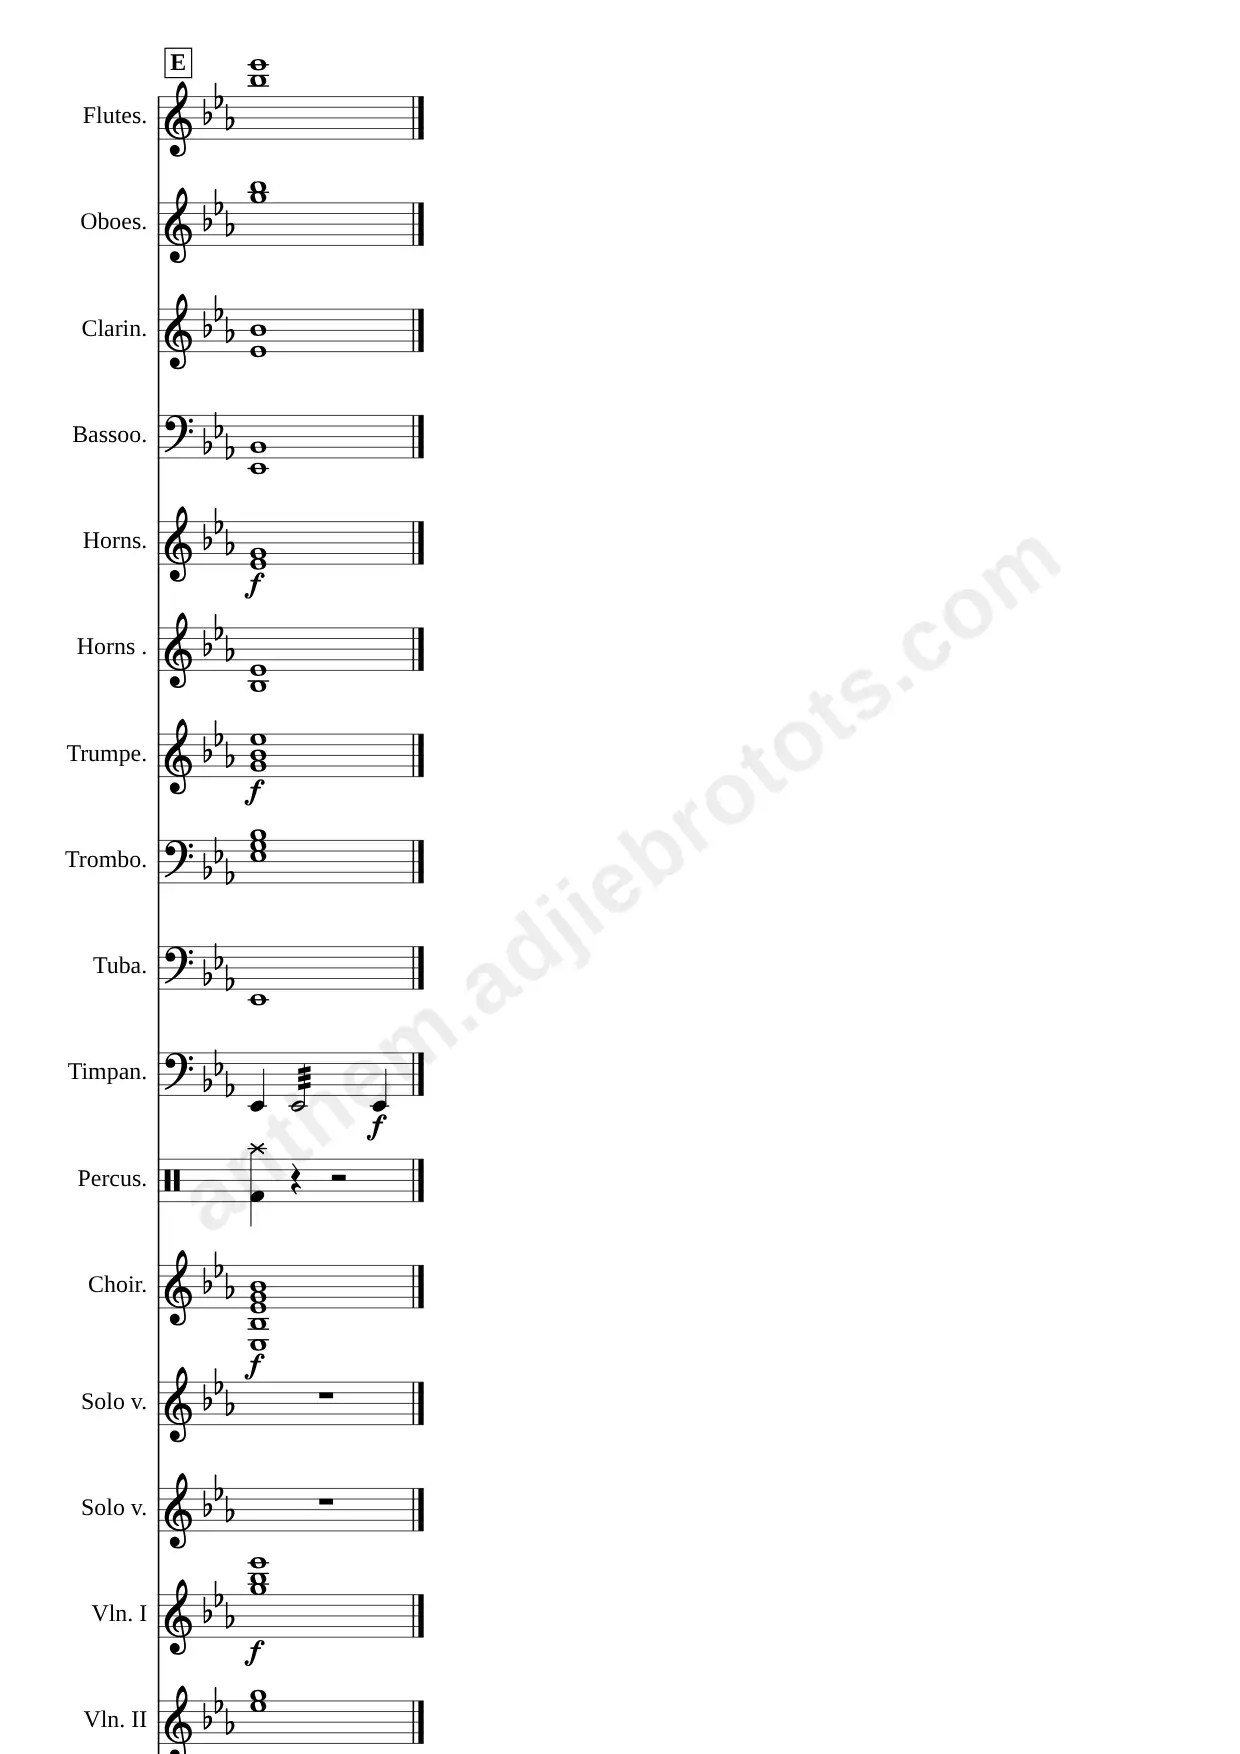 E
Flutes.
Oboes.
Clarin.
Bassoo.
Horns.
f
Horns .
Trumpe.
f
Trombo.
Tuba.
Timpan.
f
Percus.
Choir.
f
Solo v.
Solo v.
Vln. I
f
Vln. II
anthem.adjiebrotots.com